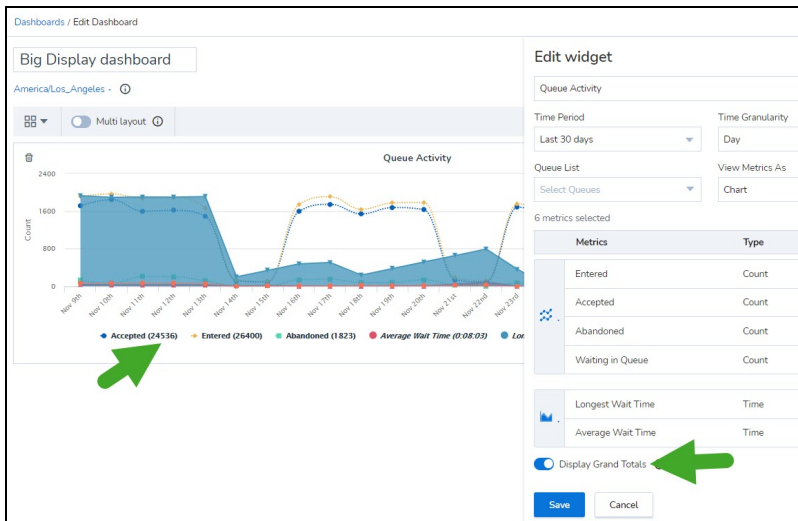 Dashboards / Edit Dashboard
Big Display dashboard
America/Los_Angeles -
Multi layout
Queue Activity
2400
1600
800
0
Count
Nov 9th
Nov 10th
Nov 11th
Nov 12th
Nov 13th
Nov 14th
Nov 15th
Nov 16th
Nov 17th
Nov 18th
Nov 19th
Nov 20th
Nov 21st
Nov 22nd
Nov 23rd
Accepted (24536) Entered (26400) Abandoned (1823) Average Wait Time (0:08:03)
Edit widget
Queue Activity
Time Period Time Granularity
Last 30 days Day
Queue List View Metrics As
Select Queues Chart
6 metrics selected
Metrics Type
Entered Count
Accepted Count
Abandoned Count
Waiting in Queue Count
Longest Wait Time Time
Average Wait Time Time
Display Grand Totals
Save Cancel